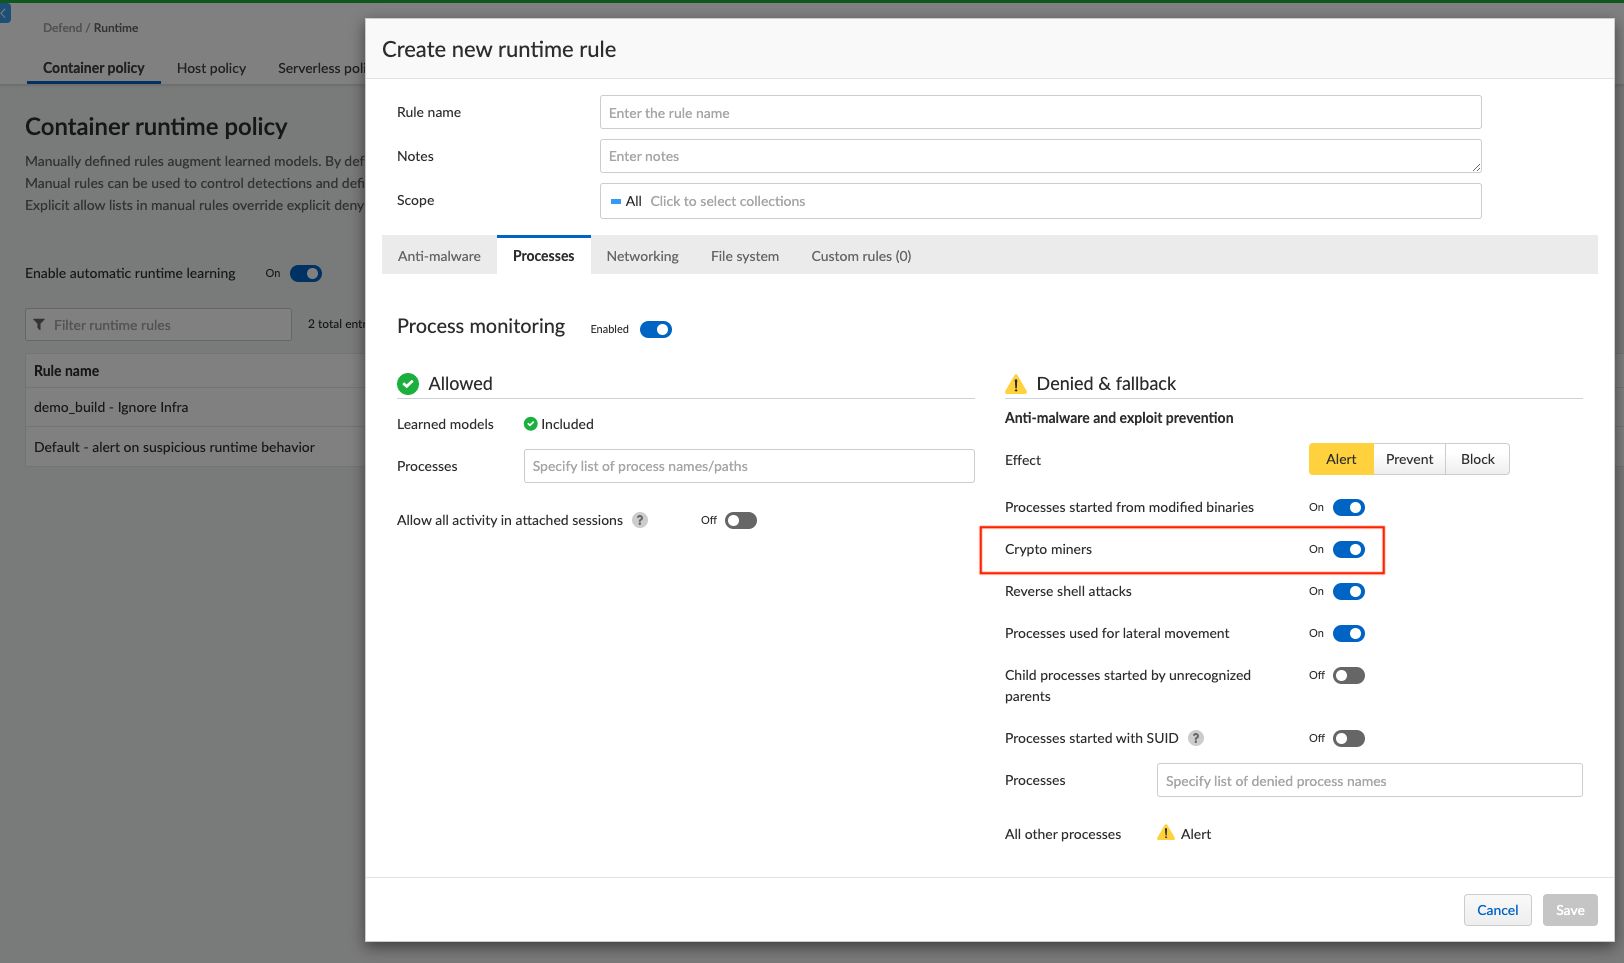 Defend / Runtime
Container policy
Host policy
Serverless poli
Container runtime policy
Manually defined rules augment learned models. By def
Manual rules can be used to control detections and defi
Explicit allow lists in manual rules override explicit deny
Enable automatic runtime learning
On
Filter runtime rules
2 total entr
Rule name
demo_build - Ignore Infra
Default - alert on suspicious runtime behavior
Create new runtime rule
Rule name
Enter the rule name
Notes
Enter notes
Scope
All
Click to select collections
Anti-malware
Processes
Networking
File system
Custom rules (0)
Process monitoring
Enabled
Allowed
Learned models
Included
Processes
Specify list of process names/paths
Allow all activity in attached sessions
?
Off
Denied & fallback
Anti-malware and exploit prevention
Effect
Alert
Prevent
Block
Processes started from modified binaries
On
Crypto miners
On
Reverse shell attacks
On
Processes used for lateral movement
On
Child processes started by unrecognized
parents
Off
Processes started with SUID
?
Off
Processes
Specify list of denied process names
All other processes
Alert
Cancel
Save